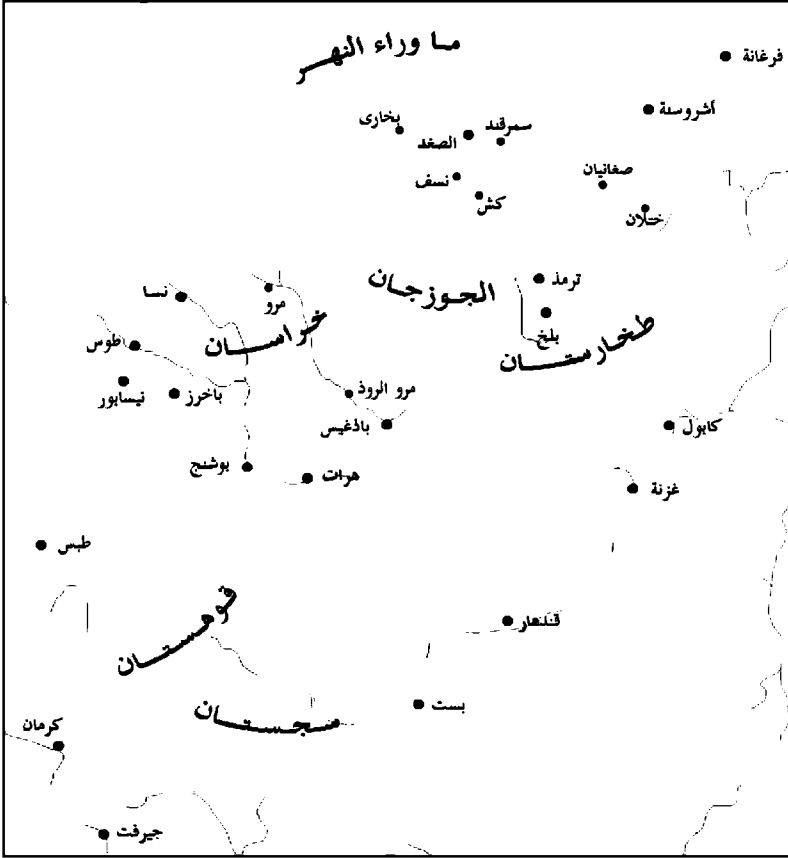 ما وراء النهر
فرغانة
أشروسنة
بخارى
سمرقند
الصغد
صغانيان
نسف
كش
ختلان
ترمذ
الجوزجان
نسا
مرو
بلخ
طخارستان
خراسان
طوس
مرو الروذ
نيسابور
باخرز
باذغيس
كابول
بوشنج
هرات
غزنة
طبس
قوهستان
قندهار
بست
سجستان
كرمان
جيرفت